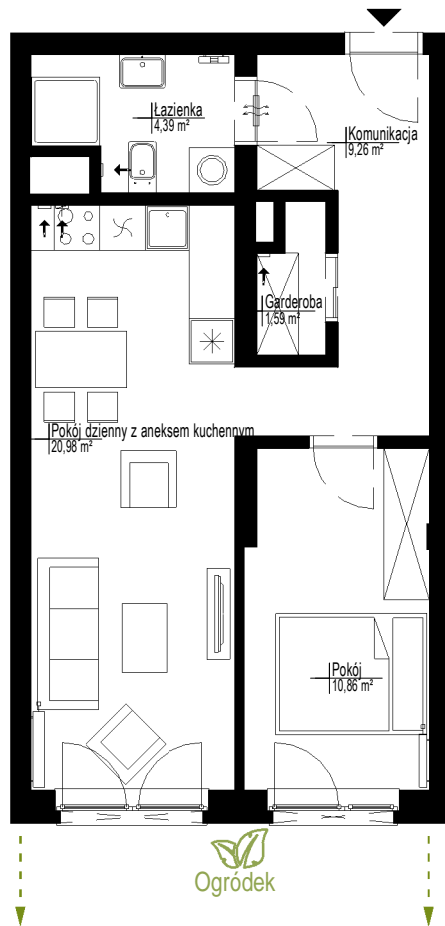 Łazienka
4,39 m²
Komunikacja
9,26 m²
Garderoba
1,59 m²
Pokój dzienny z aneksem kuchennym
20,98 m²
Pokój
10,86 m²
Ogródek